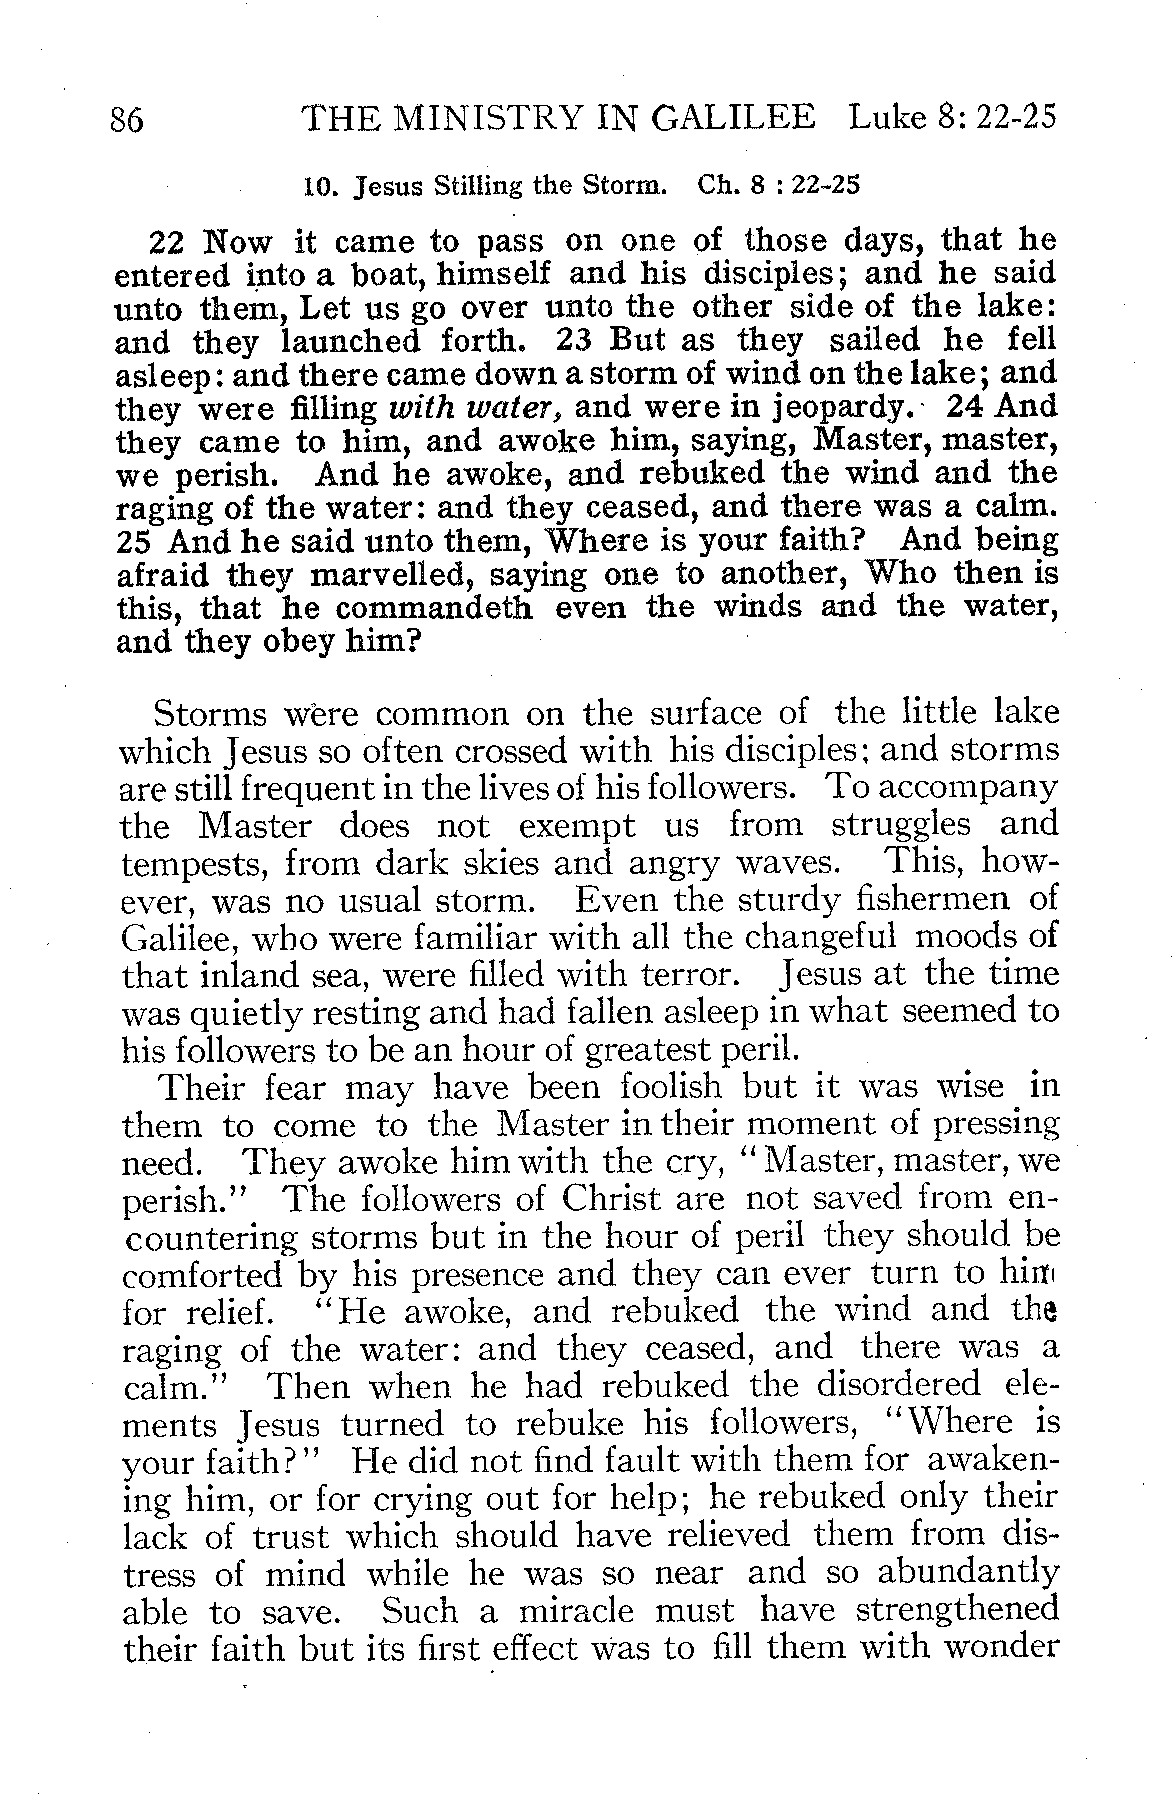 86 THE MINISTRY IN GALILEE Luke 8: 22-25
10. Jesus Stilling the Storm. Ch. 8 : 22-25
22 Now it came to pass on one of those days, that he
entered into a boat, himself and his disciples; and he said
unto them, Let us go over unto the other side of the lake:
and they launched forth. 23 But as they sailed he fell
asleep: and there came down a storm of wind on the lake; and
they were filling with water, and were in jeopardy. 24 And
they came to him, and awoke him, saying, Master, master,
we perish. And he awoke, and rebuked the wind and the
raging of the water: and they ceased, and there was a calm.
25 And he said unto them, Where is your faith? And being
afraid they marvelled, saying one to another, Who then is
this, that he commandeth even the winds and the water,
and they obey him?
Storms were common on the surface of the little lake
which Jesus so often crossed with his disciples; and storms
are still frequent in the lives of his followers. To accompany
the Master does not exempt us from struggles and
tempests, from dark skies and angry waves. This, how-
ever, was no usual storm. Even the sturdy fishermen of
Galilee, who were familiar with all the changeful moods of
that inland sea, were filled with terror. Jesus at the time
was quietly resting and had fallen asleep in what seemed to
his followers to be an hour of greatest peril.
Their fear may have been foolish but it was wise in
them to come to the Master in their moment of pressing
need. They awoke him with the cry, "Master, master, we
perish." The followers of Christ are not saved from en-
countering storms but in the hour of peril they should be
comforted by his presence and they can ever turn to him
for relief. "He awoke, and rebuked the wind and the
raging of the water: and they ceased, and there was a
calm." Then when he had rebuked the disordered ele-
ments Jesus turned to rebuke his followers, "Where is
your faith?" He did not find fault with them for awaken-
ing him, or for crying out for help; he rebuked only their
lack of trust which should have relieved them from dis-
tress of mind while he was so near and so abundantly
able to save. Such a miracle must have strengthened
their faith but its first effect was to fill them with wonder